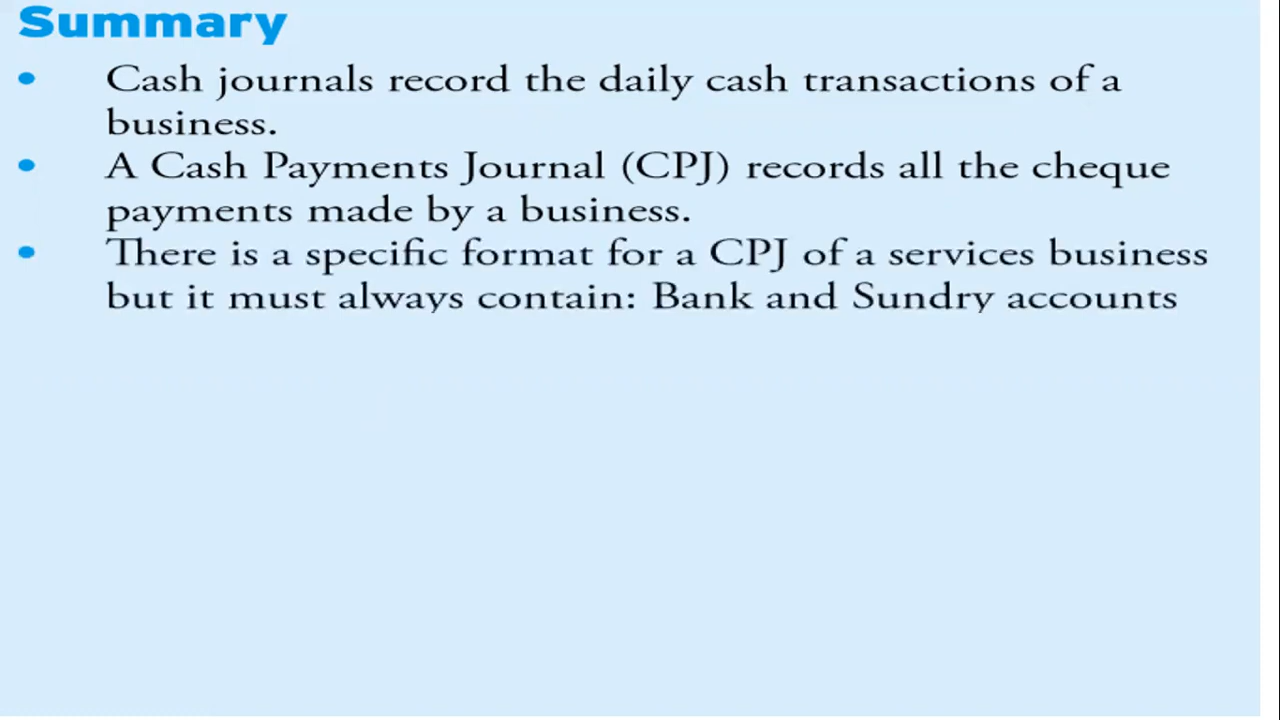 Summary
• Cash journals record the daily cash transactions of a
business.
• A Cash Payments Journal (CPJ) records all the cheque
payments made by a business.
• There is a specific format for a CPJ of a services business
but it must always contain: Bank and Sundry accounts